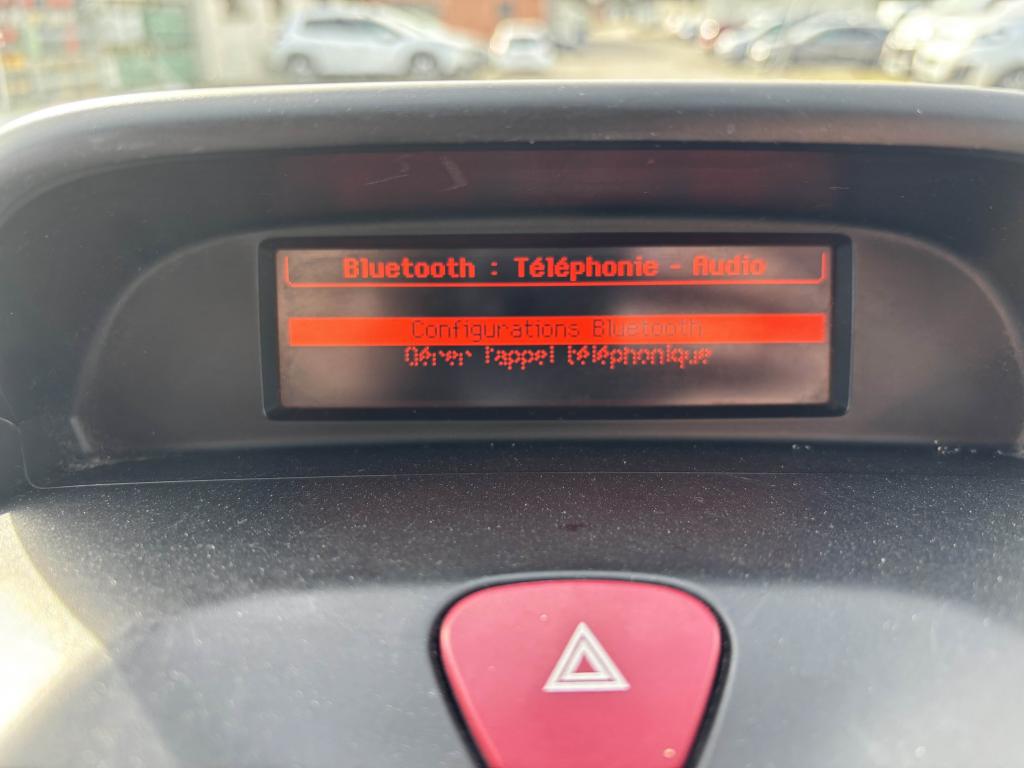 Bluetooth : Téléphonie - Audio
Configurations Bluetooth
Gérer l'appel téléphonique